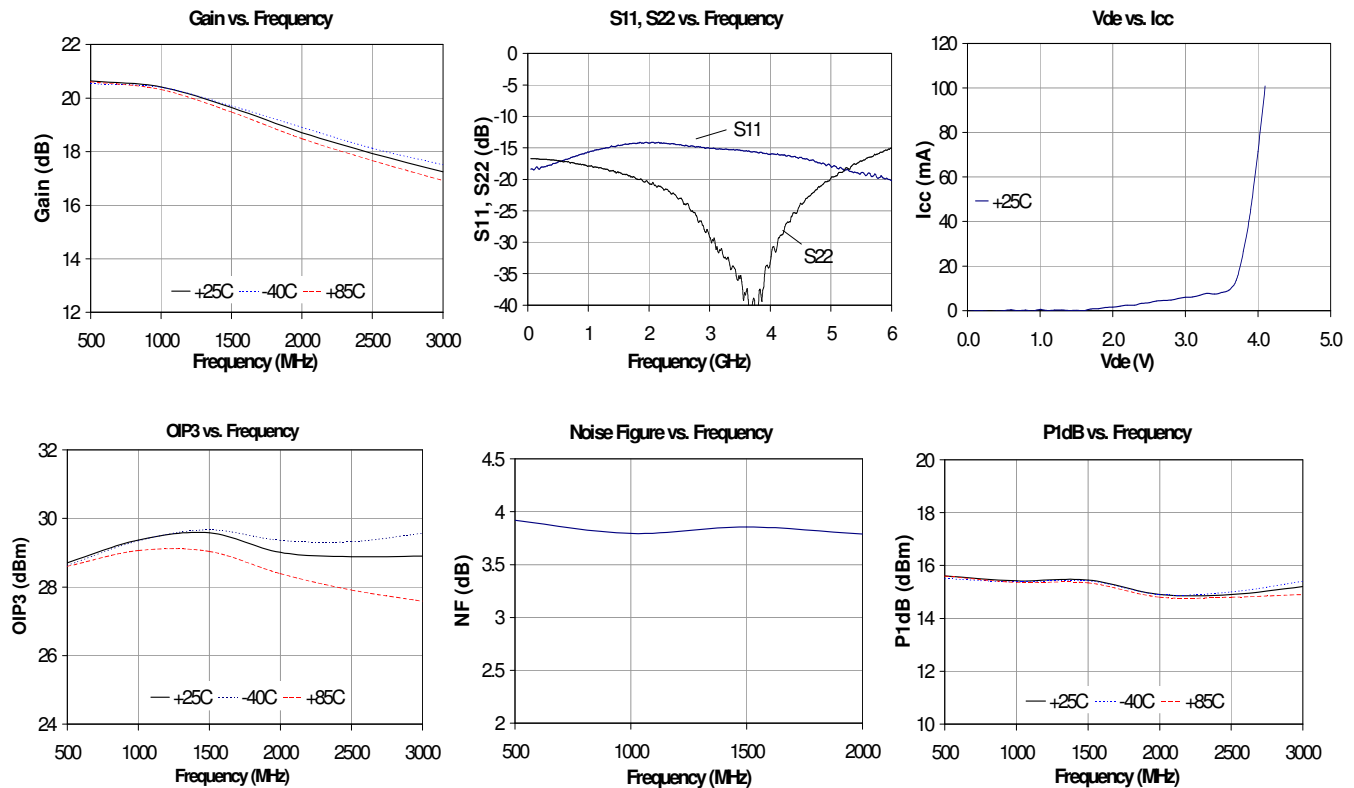 Gain vs. Frequency
22
20
18
16
14
12
Gain (dB)
+25C -40C +85C
500 1000 1500 2000 2500 3000
Frequency (MHz)
S11, S22 vs. Frequency
0
-5
-10
-15
-20
-25
-30
-35
-40
S11, S22 (dB)
S11
S22
0 1 2 3 4 5 6
Frequency (GHz)
Vde vs. Icc
120
100
80
60
40
20
0
Icc (mA)
+25C
0.0 1.0 2.0 3.0 4.0 5.0
Vde (V)
OIP3 vs. Frequency
32
30
28
26
24
OIP3 (dBm)
+25C -40C +85C
500 1000 1500 2000 2500 3000
Frequency (MHz)
Noise Figure vs. Frequency
4.5
4
3.5
3
2.5
2
NF (dB)
500 1000 1500 2000
Frequency (MHz)
P1dB vs. Frequency
20
18
16
14
12
10
P1dB (dBm)
+25C -40C +85C
500 1000 1500 2000 2500 3000
Frequency (MHz)